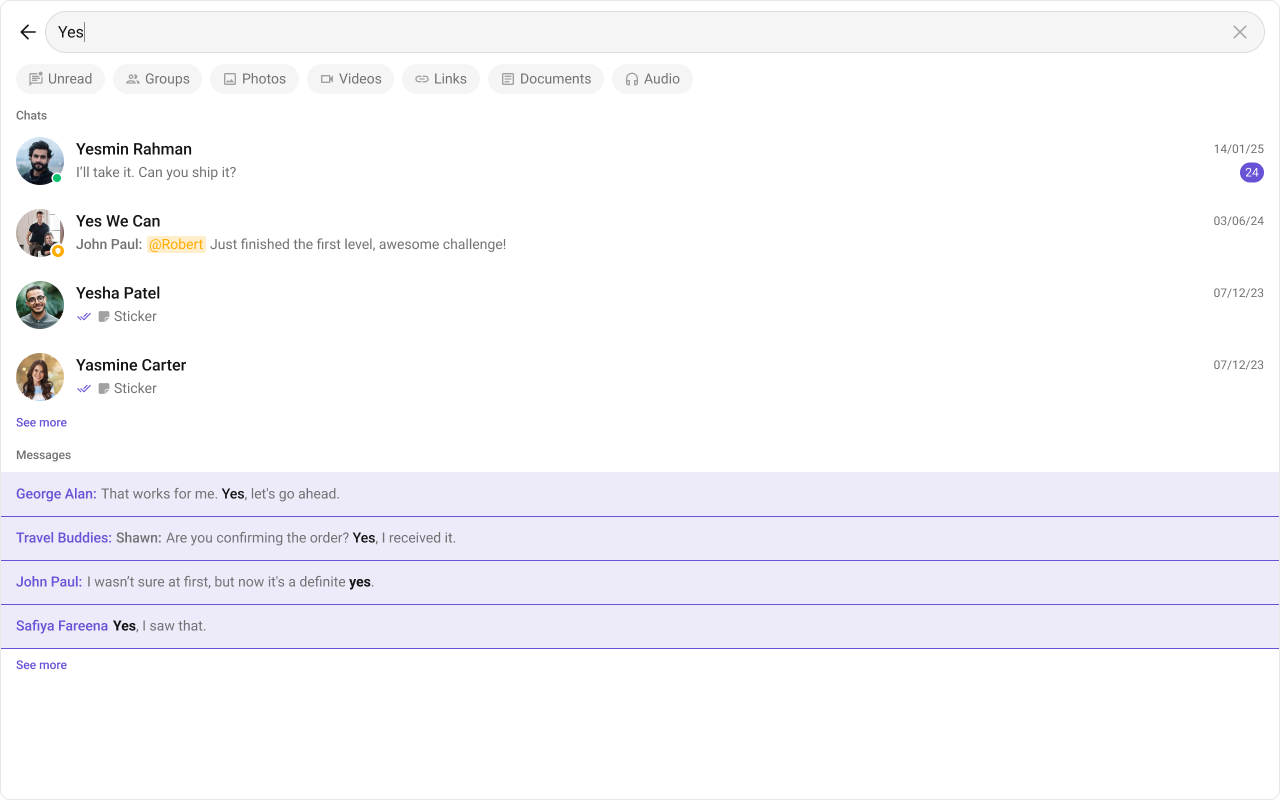 Yes
Unread Groups Photos Videos Links Documents Audio
Chats
Yesmin Rahman 14/01/25
I’ll take it. Can you ship it? 24
Yes We Can 03/06/24
John Paul: @Robert Just finished the first level, awesome challenge!
Yesha Patel 07/12/23
Sticker
Yasmine Carter 07/12/23
Sticker
See more
Messages
George Alan: That works for me. Yes, let's go ahead.
Travel Buddies: Shawn: Are you confirming the order? Yes, I received it.
John Paul: I wasn’t sure at first, but now it's a definite yes.
Safiya Fareena Yes, I saw that.
See more